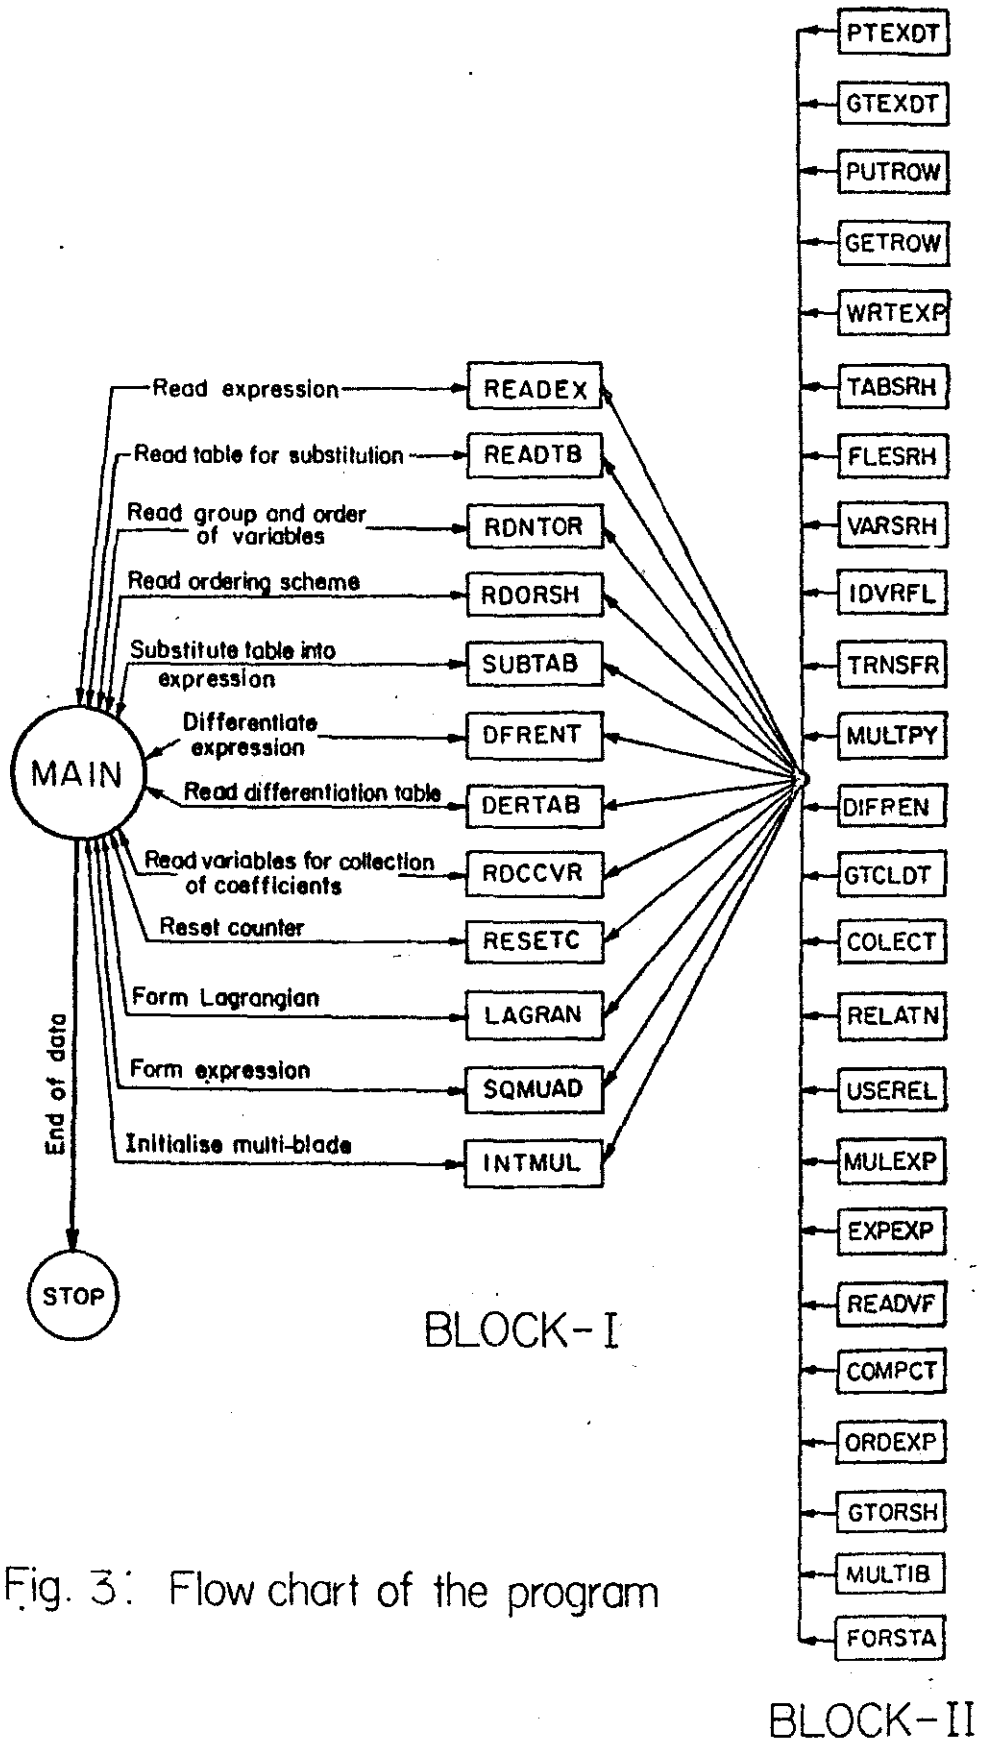 PTEXDT
GTEXDT
PUTROW
GETROW
WRTEXP
TABSRH
FLESRH
VARSRH
IDVRFL
TRNSFR
MULTPY
DIFREN
GTCLDT
COLECT
RELATN
USEREL
MULEXP
EXPEXP
READVF
COMPCT
ORDEXP
GTORSH
MULTIB
FORSTA
BLOCK-II
Read expression
READEX
Read table for substitution
READTB
Read group and order
of variables
RDNTOR
Read ordering scheme
RDORSH
Substitute table into
expression
SUBTAB
Differentiate
expression
DFRENT
MAIN
Read differentiation table
DERTAB
Read variables for collection
of coefficients
RDCCVR
Reset counter
RESETC
Form Lagrangian
LAGRAN
Form expression
SQMUAD
Initialise multi-blade
INTMUL
End of data
STOP
BLOCK-I
Fig. 3: Flow chart of the program